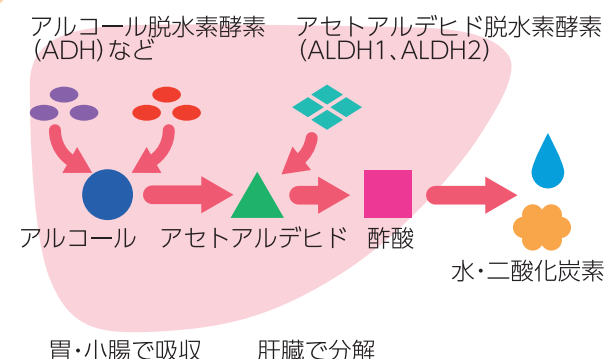 アルコール脱水素酵素
（ADH）など
アセトアルデヒド脱水素酵素
（ALDH1、ALDH2）
アルコール
アセトアルデヒド
酢酸
水・二酸化炭素
胃・小腸で吸収
肝臓で分解